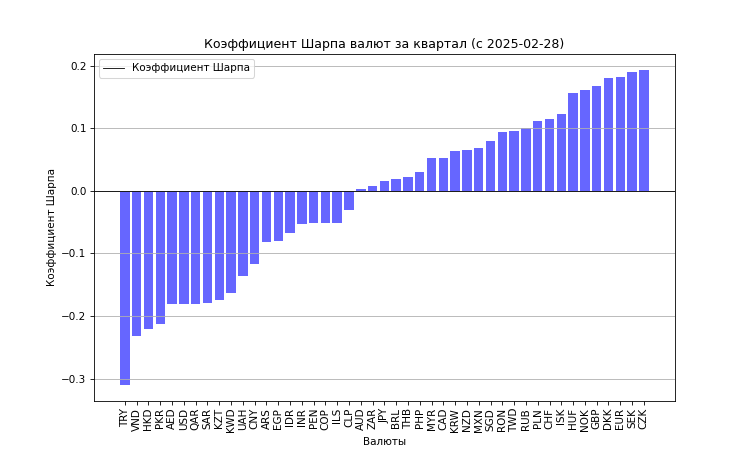 Коэффициент Шарпа валют за квартал (с 2025-02-28)
Коэффициент Шарпа
0.2
0.1
0.0
−0.1
−0.2
−0.3
Коэффициент Шарпа
TRY
VND
HKD
PKR
AED
USD
QAR
SAR
KZT
KWD
UAH
CNY
ARS
EGP
IDR
INR
PEN
COP
ILS
CLP
AUD
ZAR
JPY
BRL
THB
PHP
MYR
CAD
KRW
NZD
MXN
SGD
RON
TWD
RUB
PLN
CHF
ISK
HUF
NOK
GBP
DKK
EUR
SEK
CZK
Валюты